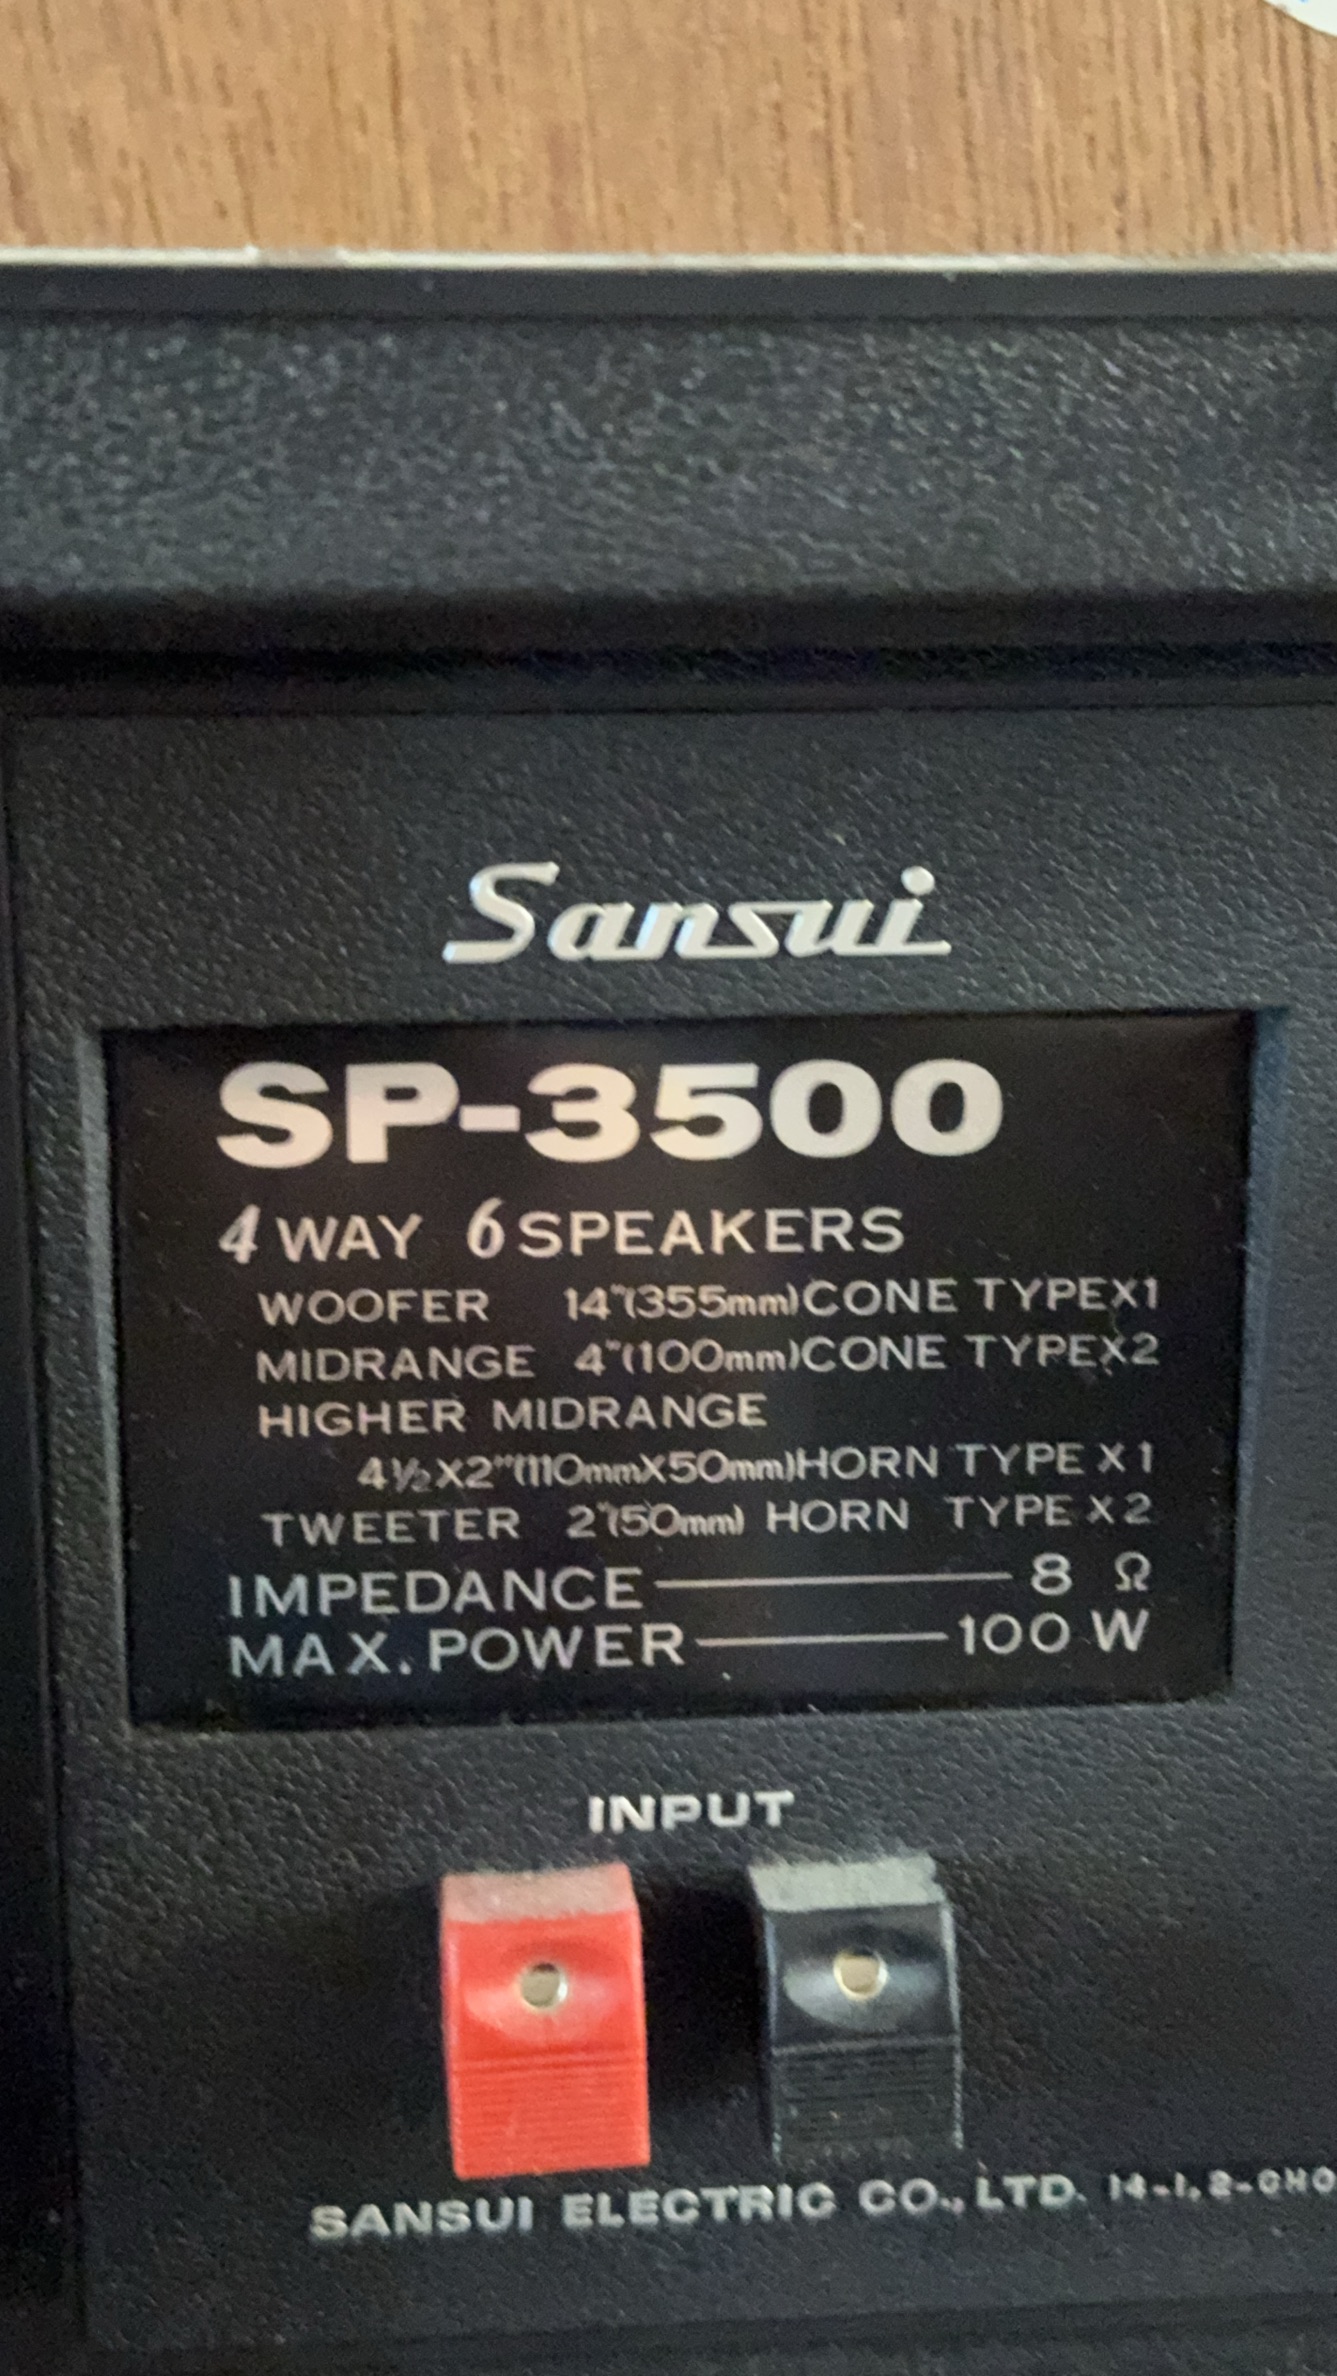 Sansui
SP-3500
4 WAY 6 SPEAKERS
WOOFER 14"(355mm)CONE TYPEX1
MIDRANGE 4"(100mm)CONE TYPEX2
HIGHER MIDRANGE
4½X2"(110mmX50mm)HORN TYPE X1
TWEETER 2"(50mm) HORN TYPE X2
IMPEDANCE 8 Ω
MAX. POWER 100 W
INPUT
SANSUI ELECTRIC CO., LTD. 14-1, 2-CHO